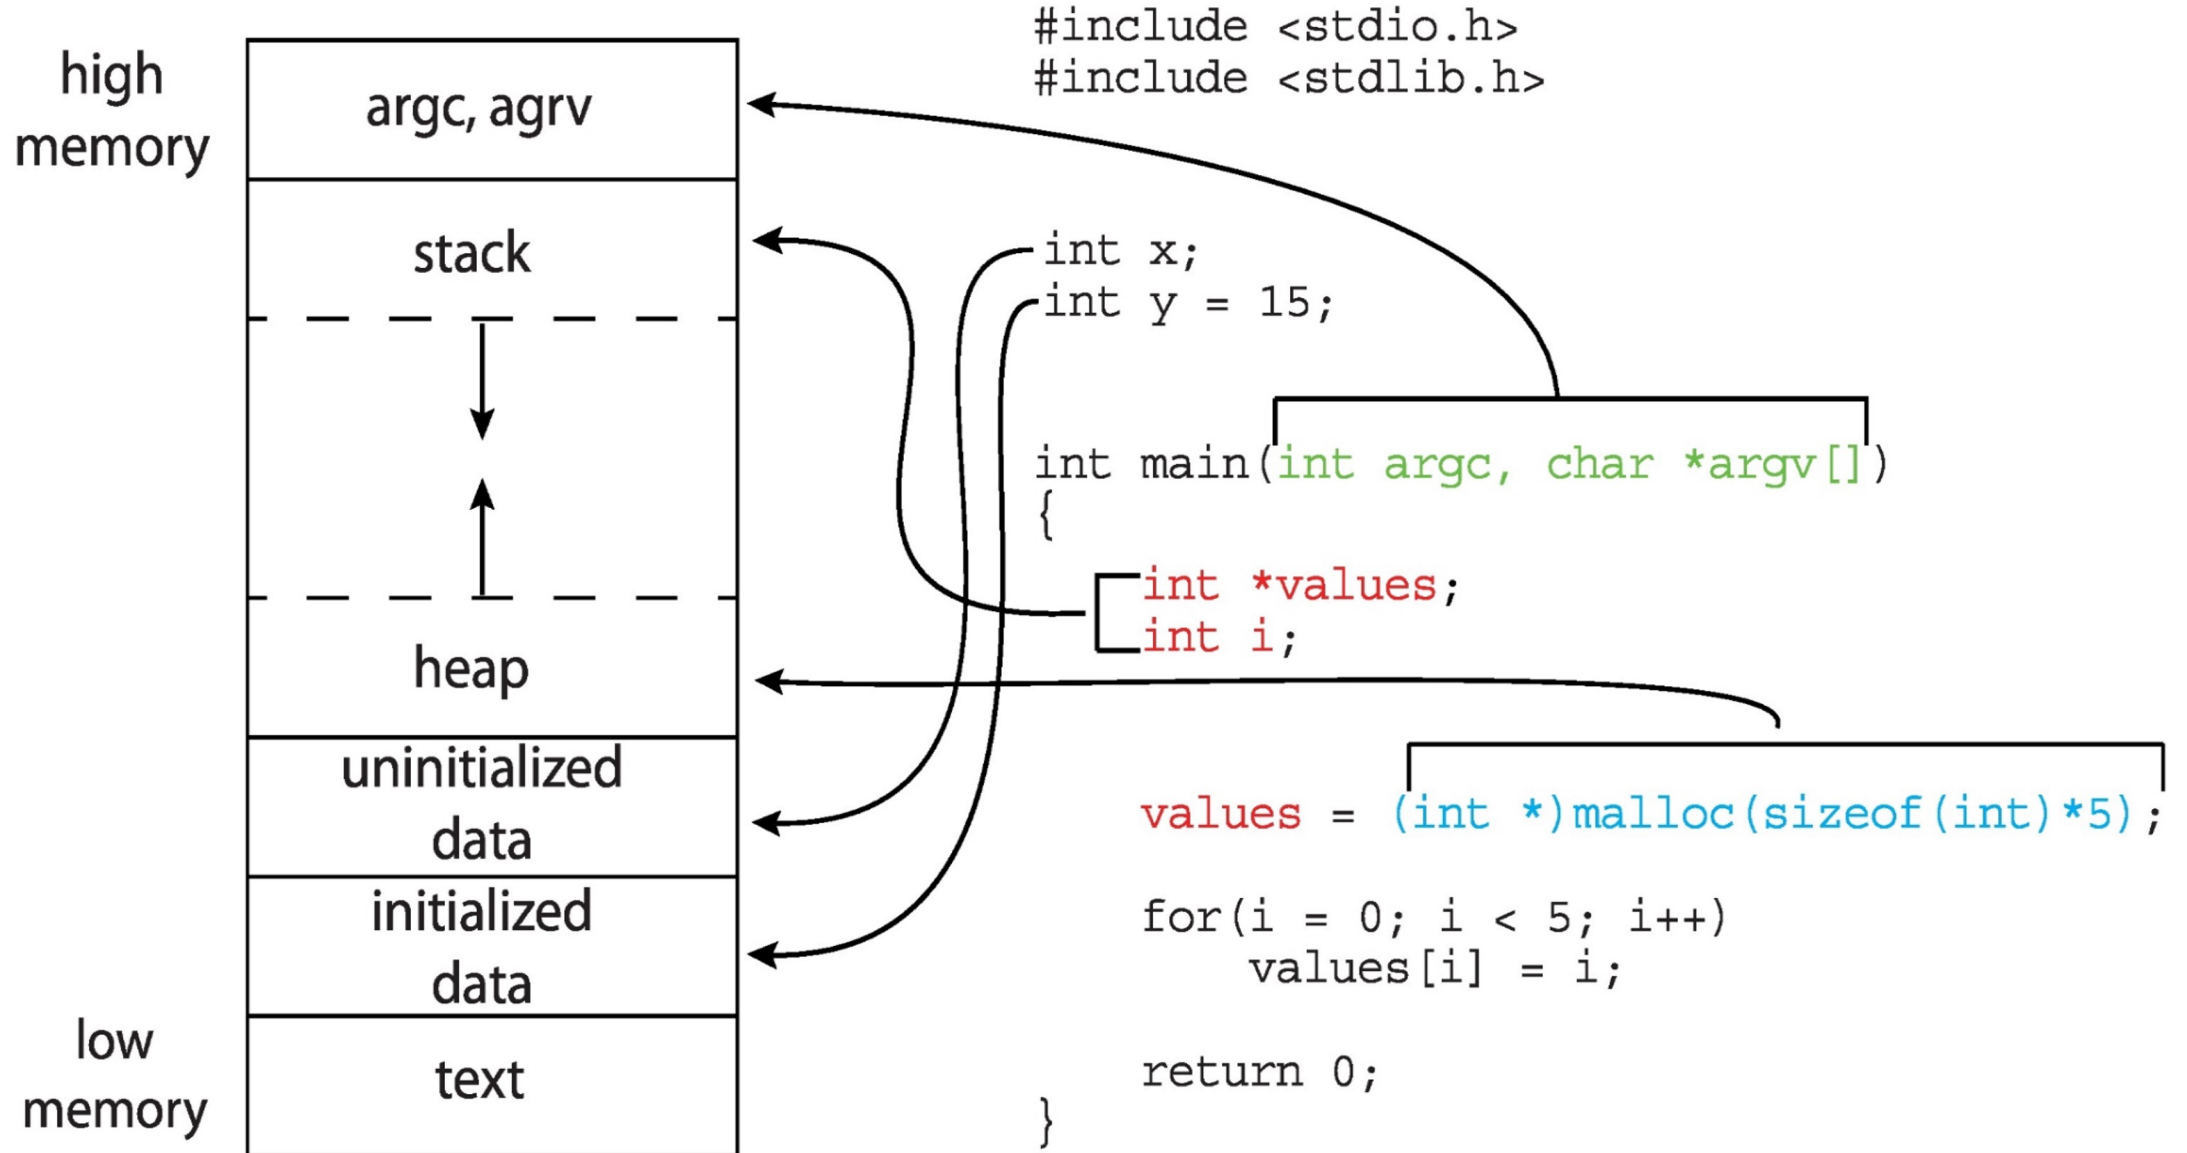 high
memory
argc, agrv
stack
heap
uninitialized
data
initialized
data
low
memory
text
#include <stdio.h>
#include <stdlib.h>
int x;
int y = 15;
int main(int argc, char *argv[])
{
int *values;
int i;
values = (int *)malloc(sizeof(int)*5);
for(i = 0; i < 5; i++)
values[i] = i;
return 0;
}